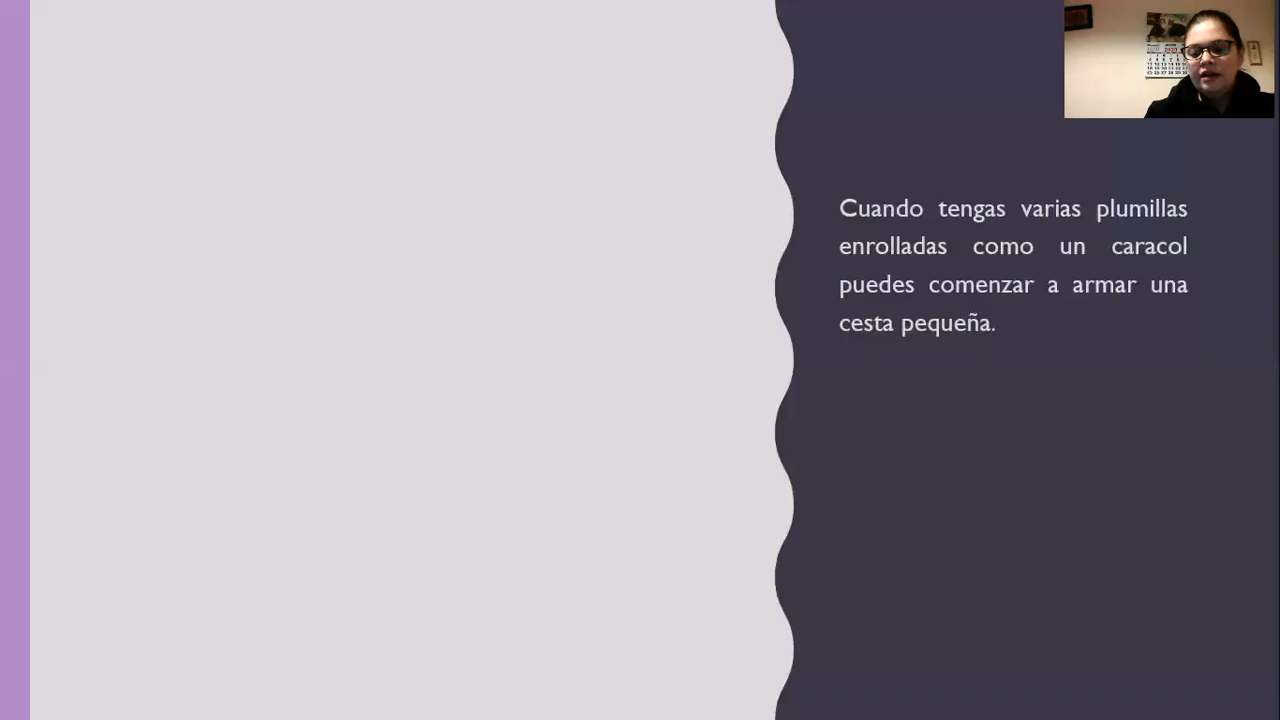 Cuando tengas varias plumillas
enrolladas como un caracol
puedes comenzar a armar una
cesta pequeña.